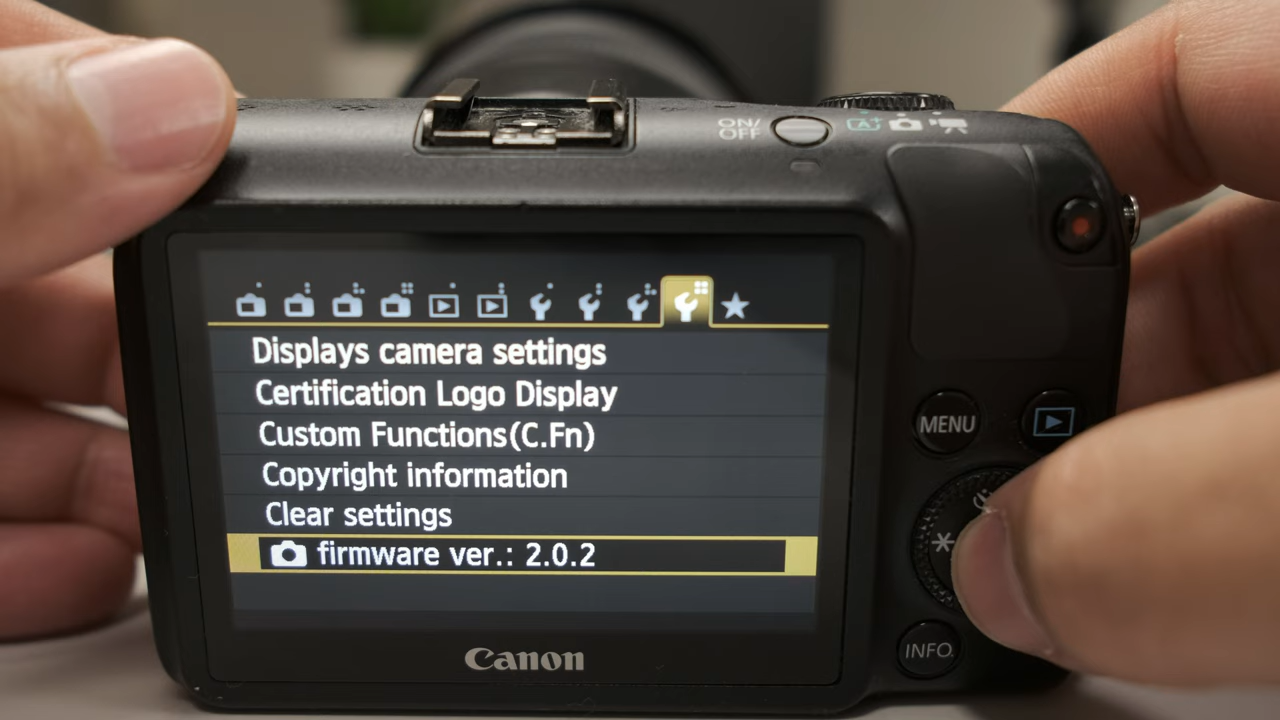 ON/
OFF
A+
Displays camera settings
Certification Logo Display
Custom Functions(C.Fn)
Copyright information
Clear settings
firmware ver.: 2.0.2
MENU
INFO.
Canon